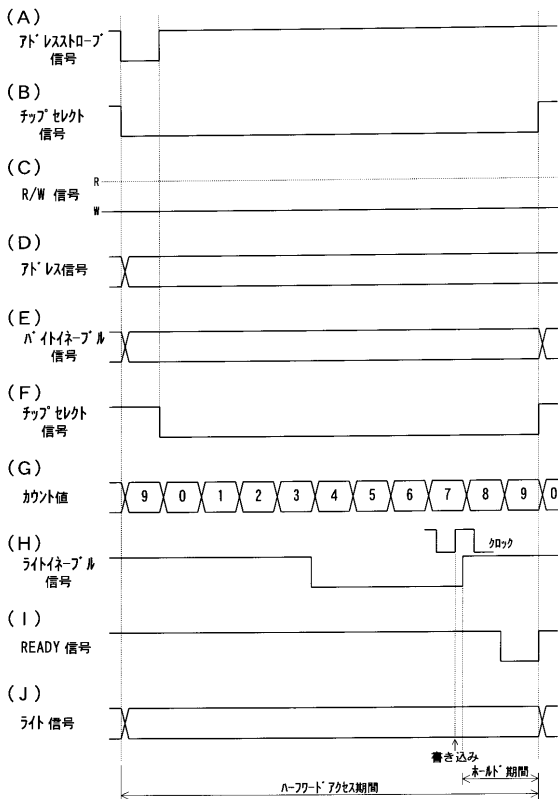 (A)
アドレスストローブ
信号
(B)
チップセレクト
信号
(C)
R
R/W 信号
W
(D)
アドレス信号
(E)
バイトイネーブル
信号
(F)
チップセレクト
信号
(G)
カウント値
9 0 1 2 3 4 5 6 7 8 9 0
(H)
クロック
ライトイネーブル
信号
(I)
READY 信号
(J)
ライト信号
書き込み
ホールド期間
ハーフワードアクセス期間